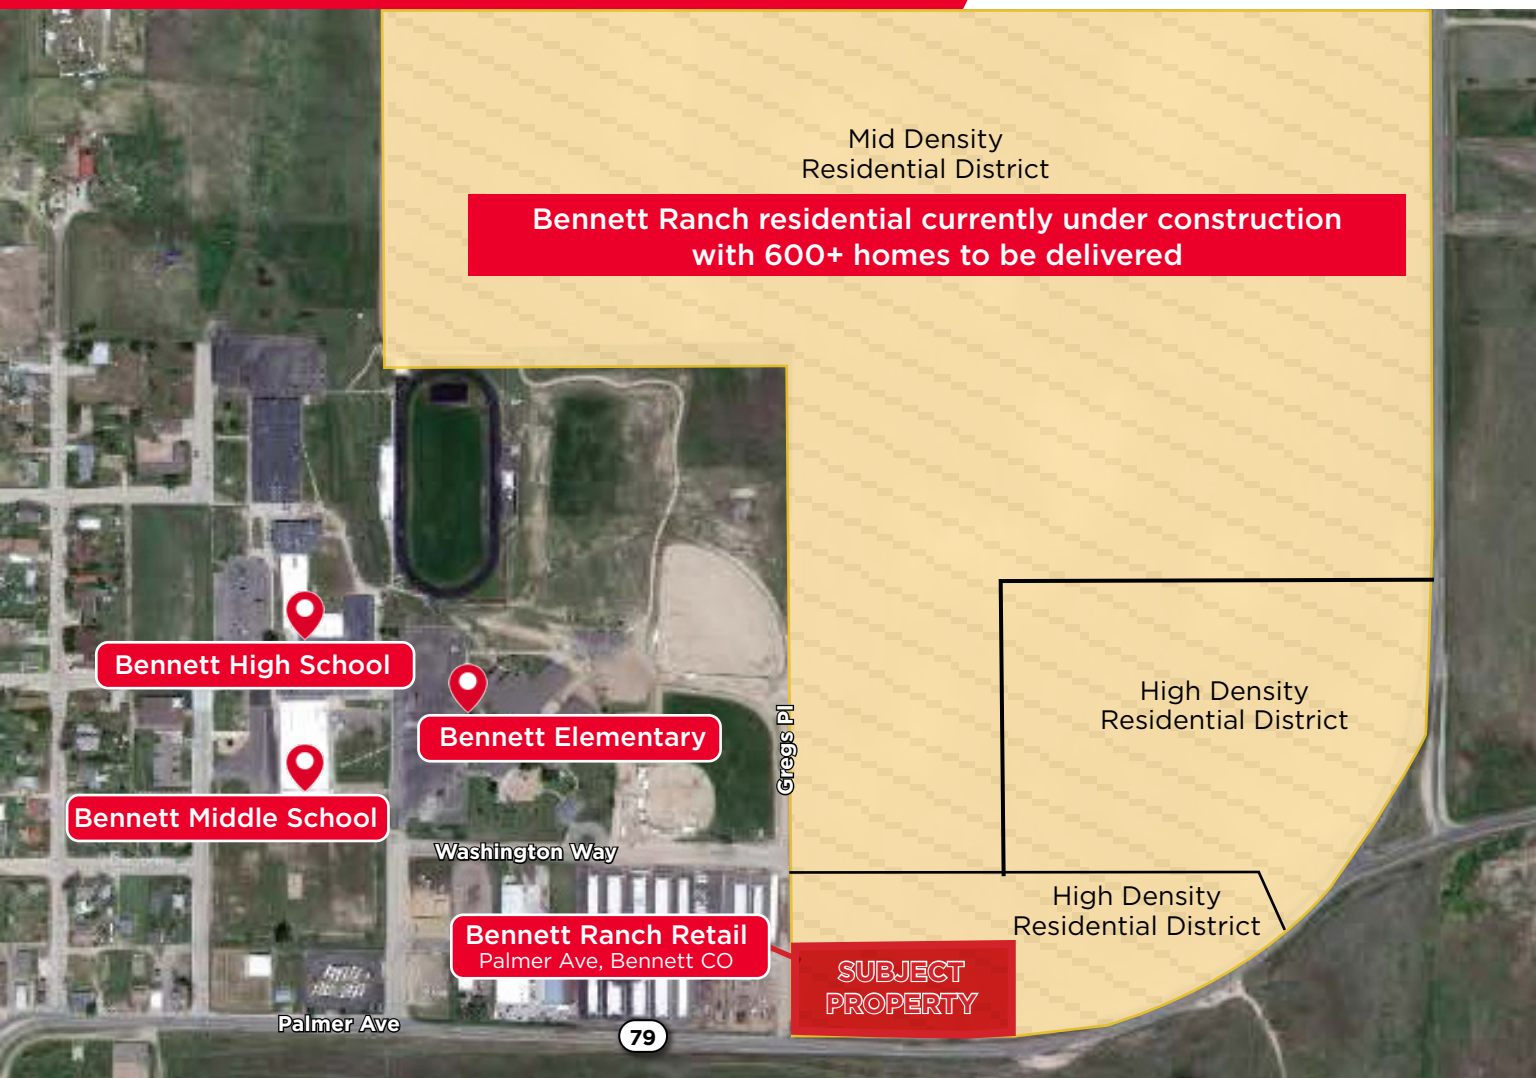 Mid Density
Residential District
Bennett Ranch residential currently under construction
with 600+ homes to be delivered
Bennett High School
Bennett Elementary
High Density
Residential District
Gregs Pl
Bennett Middle School
Washington Way
High Density
Residential District
Bennett Ranch Retail
Palmer Ave, Bennett CO
SUBJECT
PROPERTY
Palmer Ave
79